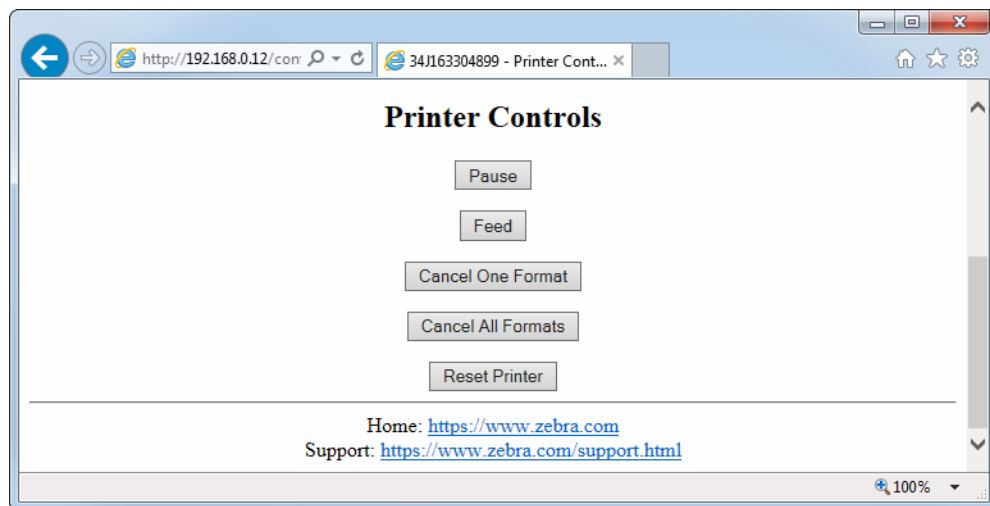 http://192.168.0.12/con
34J163304899 - Printer Cont...
Printer Controls
Pause
Feed
Cancel One Format
Cancel All Formats
Reset Printer
Home: https://www.zebra.com
Support: https://www.zebra.com/support.html
100%